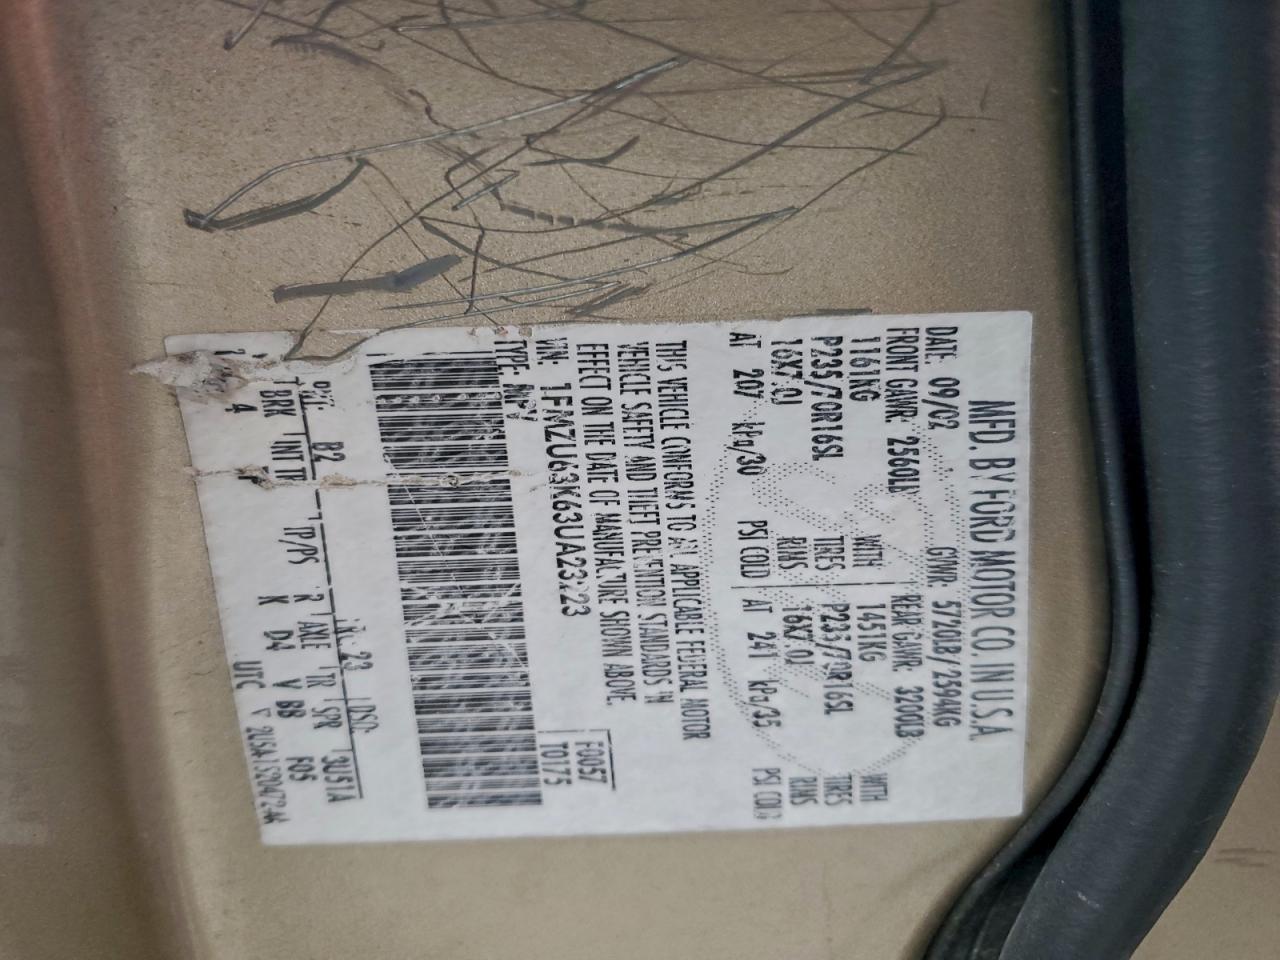 MFD. BY FORD MOTOR CO. IN U.S.A.
DATE: 09/02 GVWR: 5720LB/2594KG
FRONT GAWR: 2560LB REAR GAWR: 3200LB
1161KG WITH 1451KG WITH
P235/70R16SL TIRES P235/70R16SL TIRES
16X7.0J RIMS 16X7.0J RIMS
AT 207 kPa/30 PSI COLD AT 241 kPa/35 PSI COLD
THIS VEHICLE CONFORMS TO ALL APPLICABLE FEDERAL MOTOR
VEHICLE SAFETY AND THEFT PREVENTION STANDARDS IN
EFFECT ON THE DATE OF MANUFACTURE SHOWN ABOVE.
VIN: 1FMZU63K63UA23223
TYPE: MPV
F0057
T0175
B2 23 DSO: 3U51A
BRK INT TR TP/PS R AXLE TR SPR
4 F K D4 V BB K05
UTC